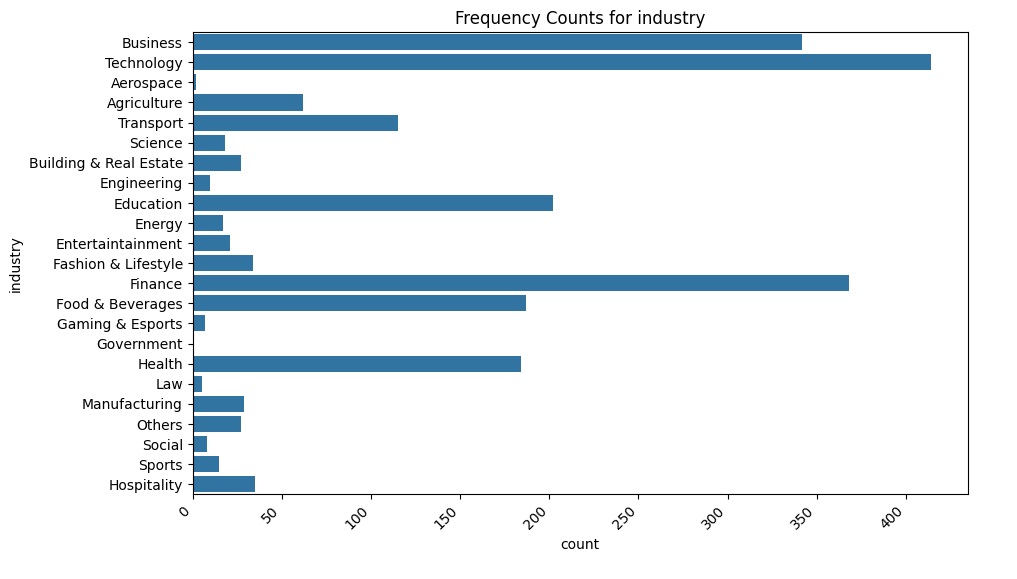 Frequency Counts for industry
Business
Technology
Aerospace
Agriculture
Transport
Science
Building & Real Estate
Engineering
Education
Energy
Entertaintainment
Fashion & Lifestyle
Finance
Food & Beverages
Gaming & Esports
Government
Health
Law
Manufacturing
Others
Social
Sports
Hospitality
industry
0 50 100 150 200 250 300 350 400
count